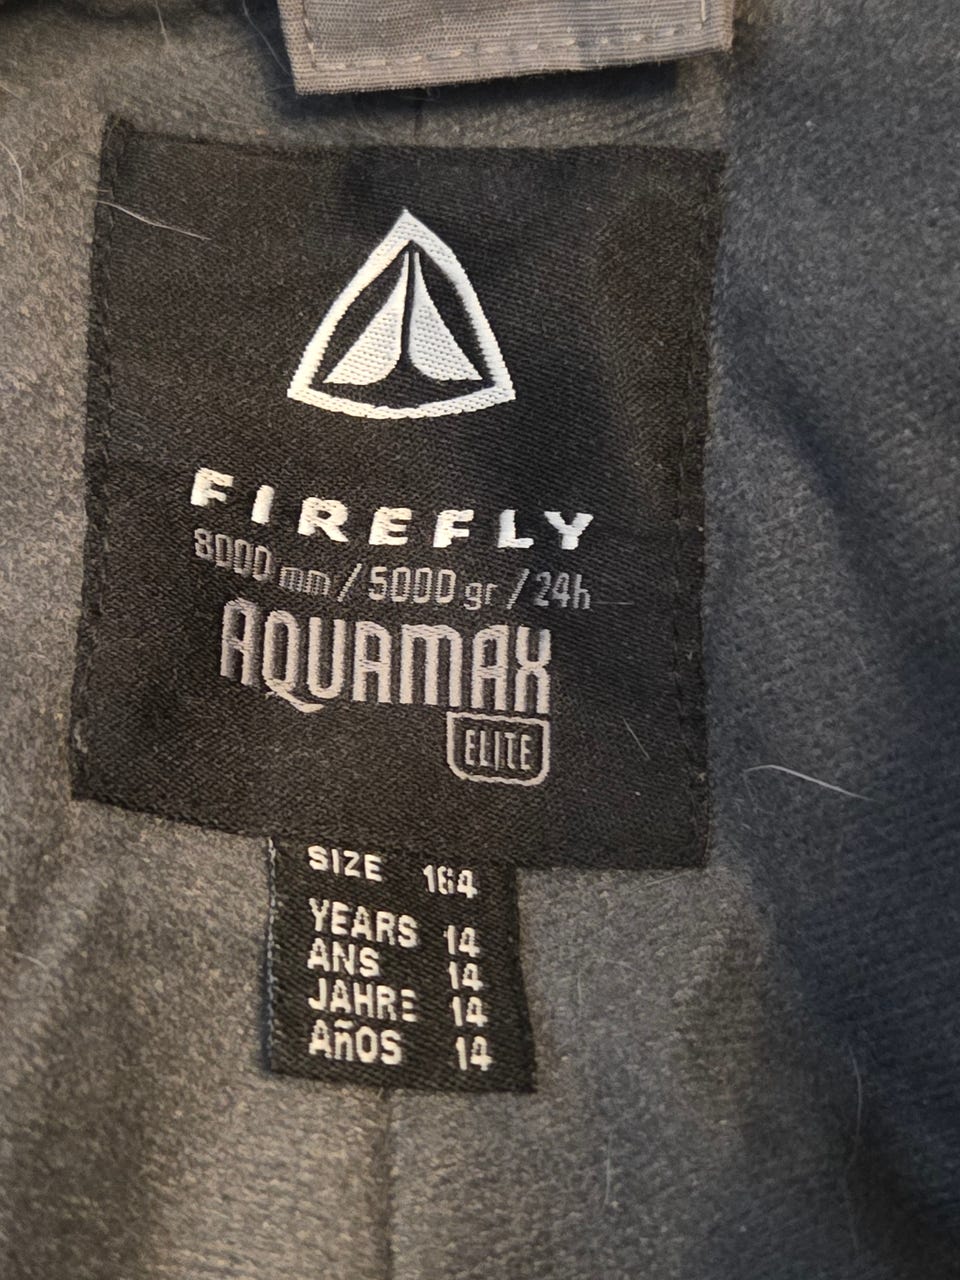 FIREFLY
8000 mm / 5000 gr / 24h
AQUAMAX
ELITE
SIZE 164
YEARS 14
ANS 14
JAHRE 14
AñOS 14